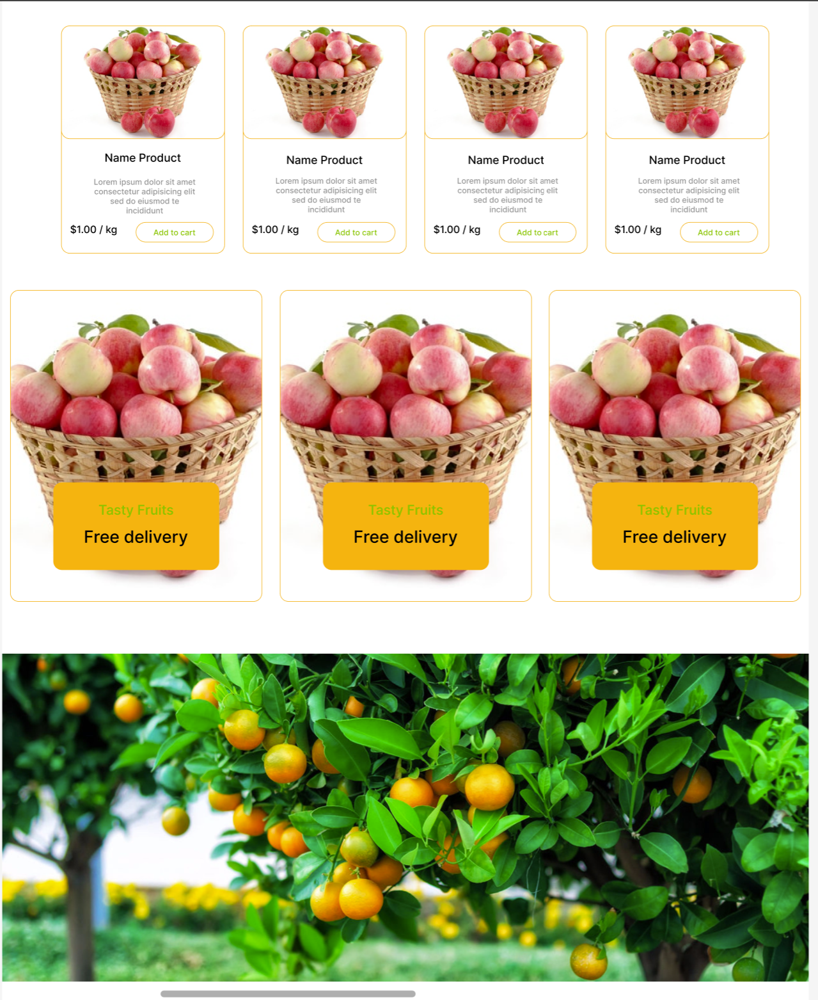 Name Product
Lorem ipsum dolor sit amet
consectetur adipisicing elit
sed do eiusmod te
incididunt
$1.00 / kg
Add to cart
Name Product
Lorem ipsum dolor sit amet
consectetur adipisicing elit
sed do eiusmod te
incididunt
$1.00 / kg
Add to cart
Name Product
Lorem ipsum dolor sit amet
consectetur adipisicing elit
sed do eiusmod te
incididunt
$1.00 / kg
Add to cart
Name Product
Lorem ipsum dolor sit amet
consectetur adipisicing elit
sed do eiusmod te
incididunt
$1.00 / kg
Add to cart
Tasty Fruits
Free delivery
Tasty Fruits
Free delivery
Tasty Fruits
Free delivery